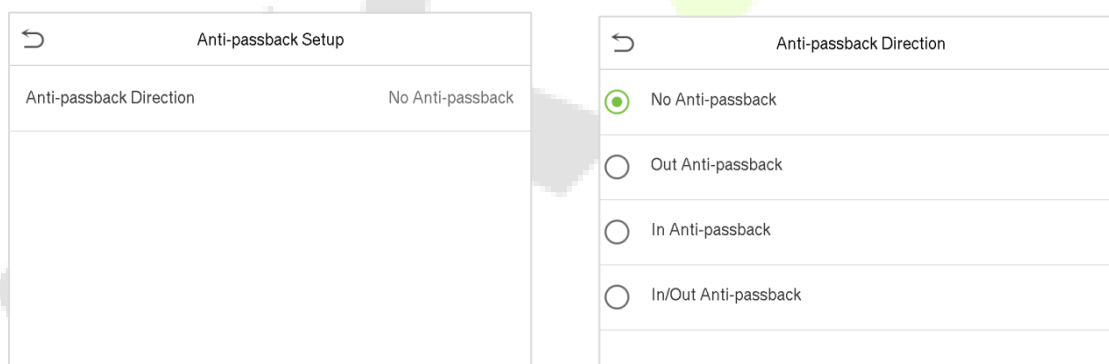 Anti-passback Setup
Anti-passback Direction No Anti-passback
Anti-passback Direction
No Anti-passback
Out Anti-passback
In Anti-passback
In/Out Anti-passback